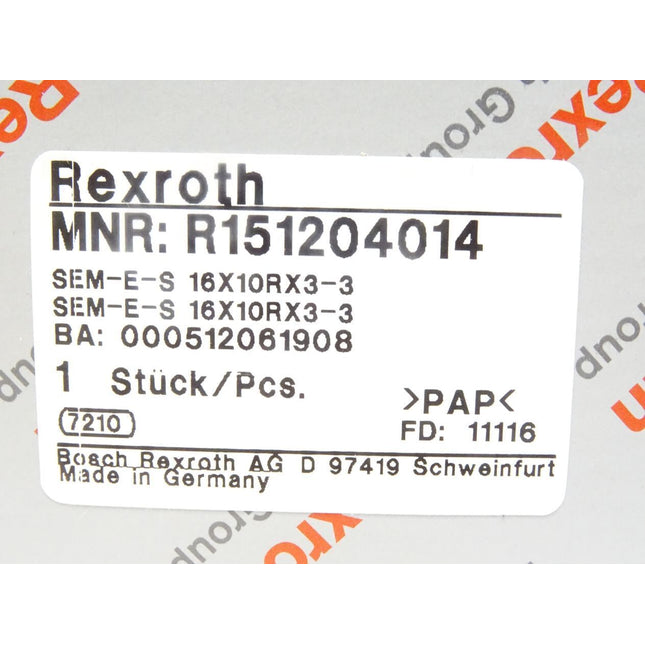 Rexroth
MNR: R151204014
SEM-E-S 16X10RX3-3
SEM-E-S 16X10RX3-3
BA: 000512061908
1 Stück/Pcs.
>PAP<
7210
FD: 11116
Bosch Rexroth AG D 97419 Schweinfurt
Made in Germany